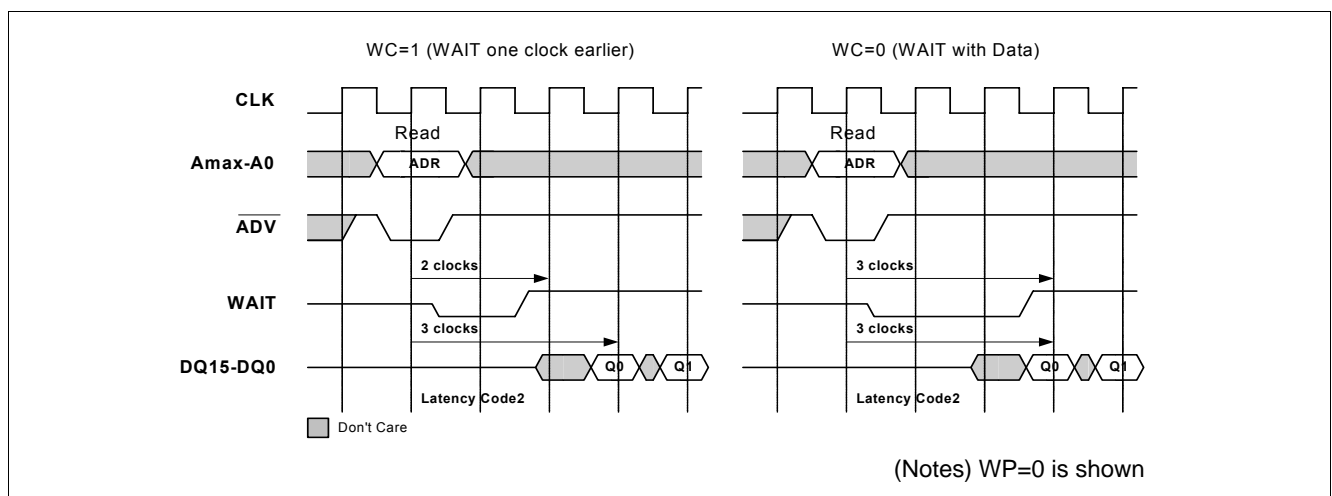 WC=1 (WAIT one clock earlier)
WC=0 (WAIT with Data)
CLK
Read
Read
Amax-A0
ADR
ADR
ADV
2 clocks
3 clocks
WAIT
3 clocks
3 clocks
DQ15-DQ0
Q0
Q1
Q0
Q1
Latency Code2
Latency Code2
Don't Care
(Notes) WP=0 is shown